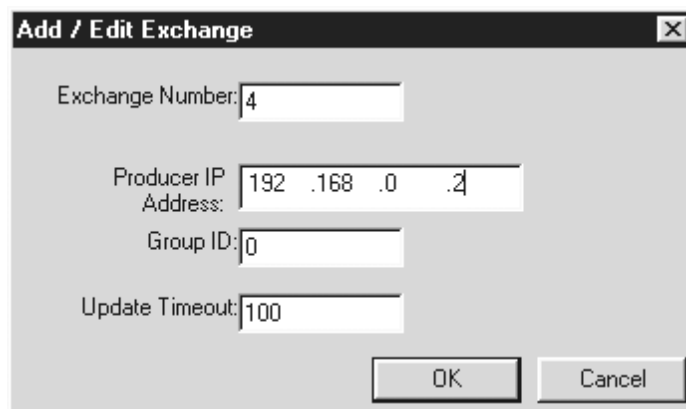 Add / Edit Exchange
Exchange Number: 4
Producer IP Address: 192 .168 .0 .2
Group ID: 0
Update Timeout: 100
OK Cancel